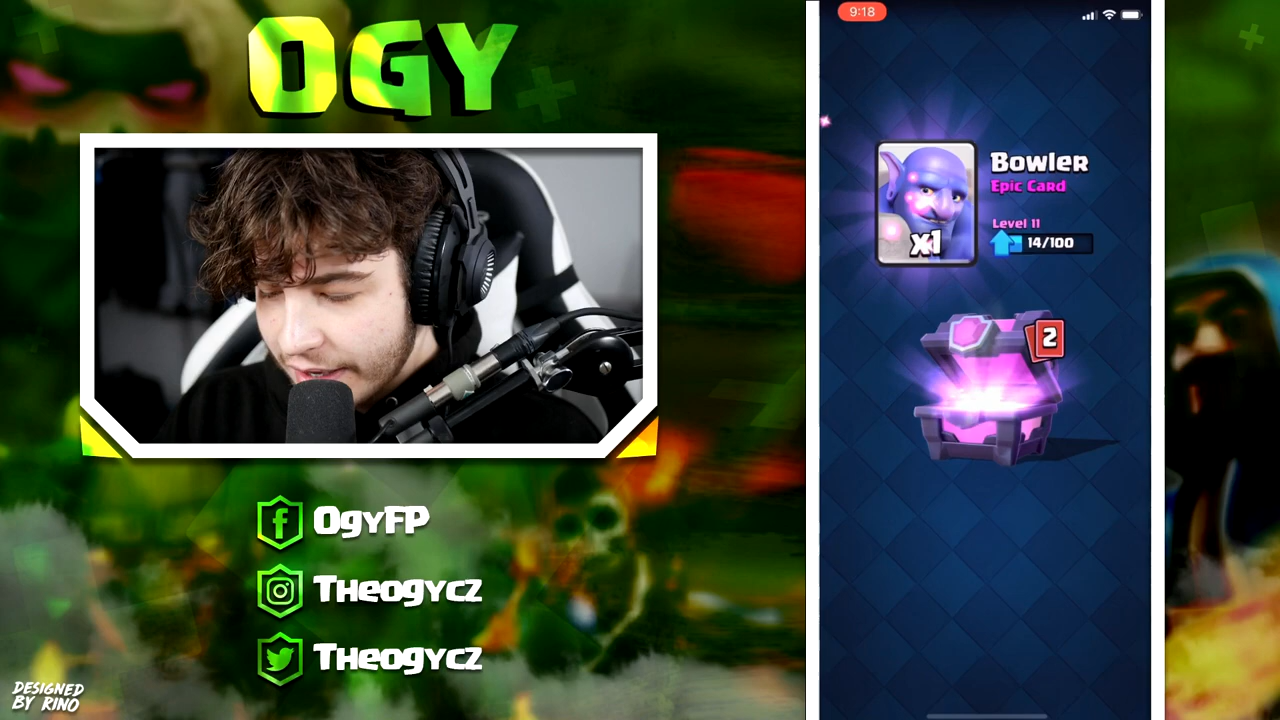 OGY
OgyFP
Theogycz
Theogycz
DESIGNED
BY RINO
9:18
Bowler
Epic Card
Level 11
14/100
x1
2